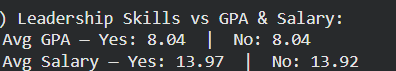 ) Leadership Skills vs GPA & Salary:
Avg GPA — Yes: 8.04  |  No: 8.04
Avg Salary — Yes: 13.97  |  No: 13.92